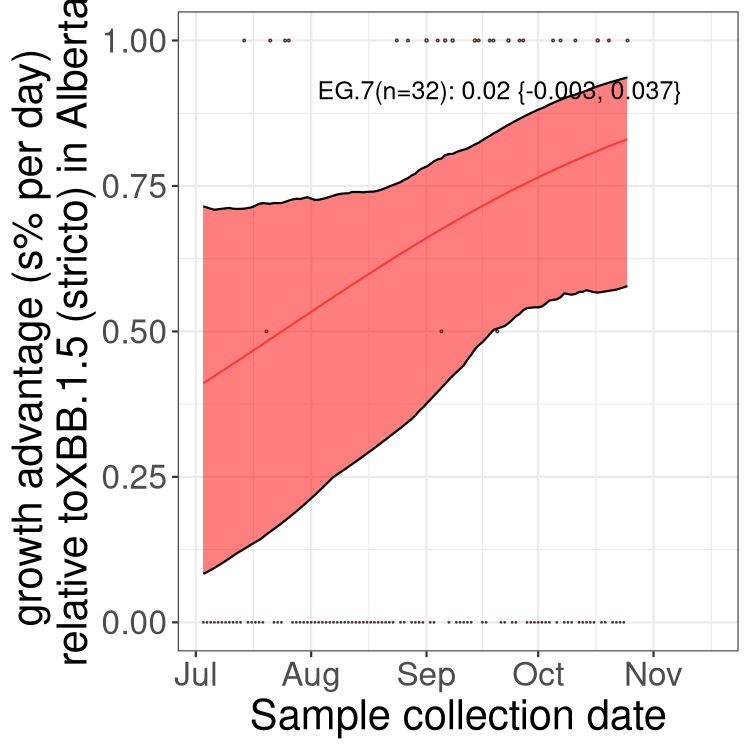 growth advantage (s% per day)
relative toXBB.1.5 (stricto) in Alberta
1.00
0.75
0.50
0.25
0.00
EG.7(n=32): 0.02 {-0.003, 0.037}
Jul Aug Sep Oct Nov
Sample collection date